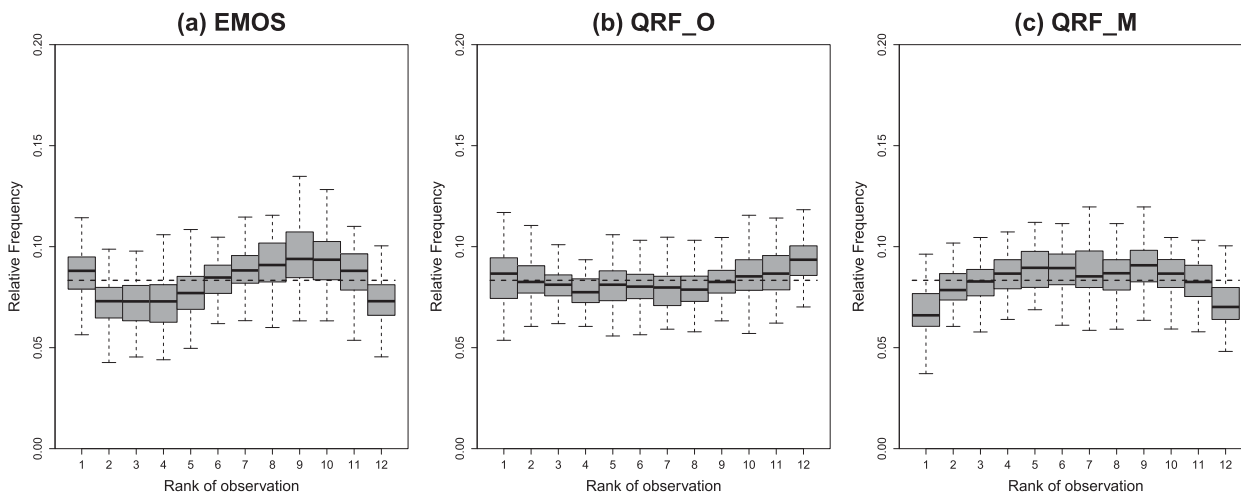 (a) EMOS
(b) QRF_O
(c) QRF_M
Relative Frequency
0.00 0.05 0.10 0.15 0.20
1 2 3 4 5 6 7 8 9 10 11 12
Rank of observation
Relative Frequency
0.00 0.05 0.10 0.15 0.20
1 2 3 4 5 6 7 8 9 10 11 12
Rank of observation
Relative Frequency
0.00 0.05 0.10 0.15 0.20
1 2 3 4 5 6 7 8 9 10 11 12
Rank of observation